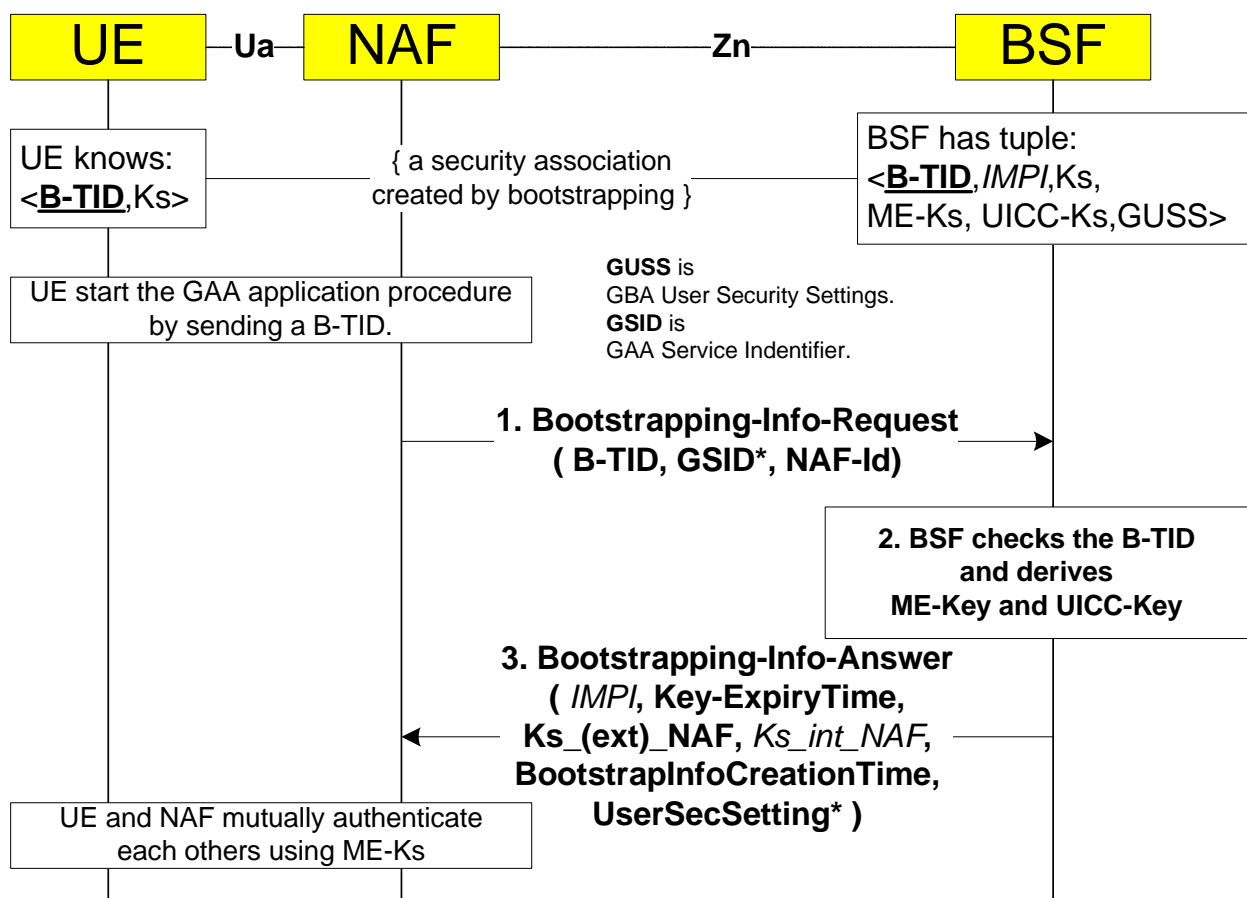 UE
Ua
NAF
Zn
BSF
UE knows:
<B-TID,Ks>
{ a security association
created by bootstrapping }
BSF has tuple:
<B-TID,IMPI,Ks,
ME-Ks, UICC-Ks,GUSS>
UE start the GAA application procedure
by sending a B-TID.
GUSS is
GBA User Security Settings.
GSID is
GAA Service Indentifier.
1. Bootstrapping-Info-Request
( B-TID, GSID*, NAF-Id)
2. BSF checks the B-TID
and derives
ME-Key and UICC-Key
3. Bootstrapping-Info-Answer
( IMPI, Key-ExpiryTime,
Ks_(ext)_NAF, Ks_int_NAF,
BootstrapInfoCreationTime,
UserSecSetting* )
UE and NAF mutually authenticate
each others using ME-Ks